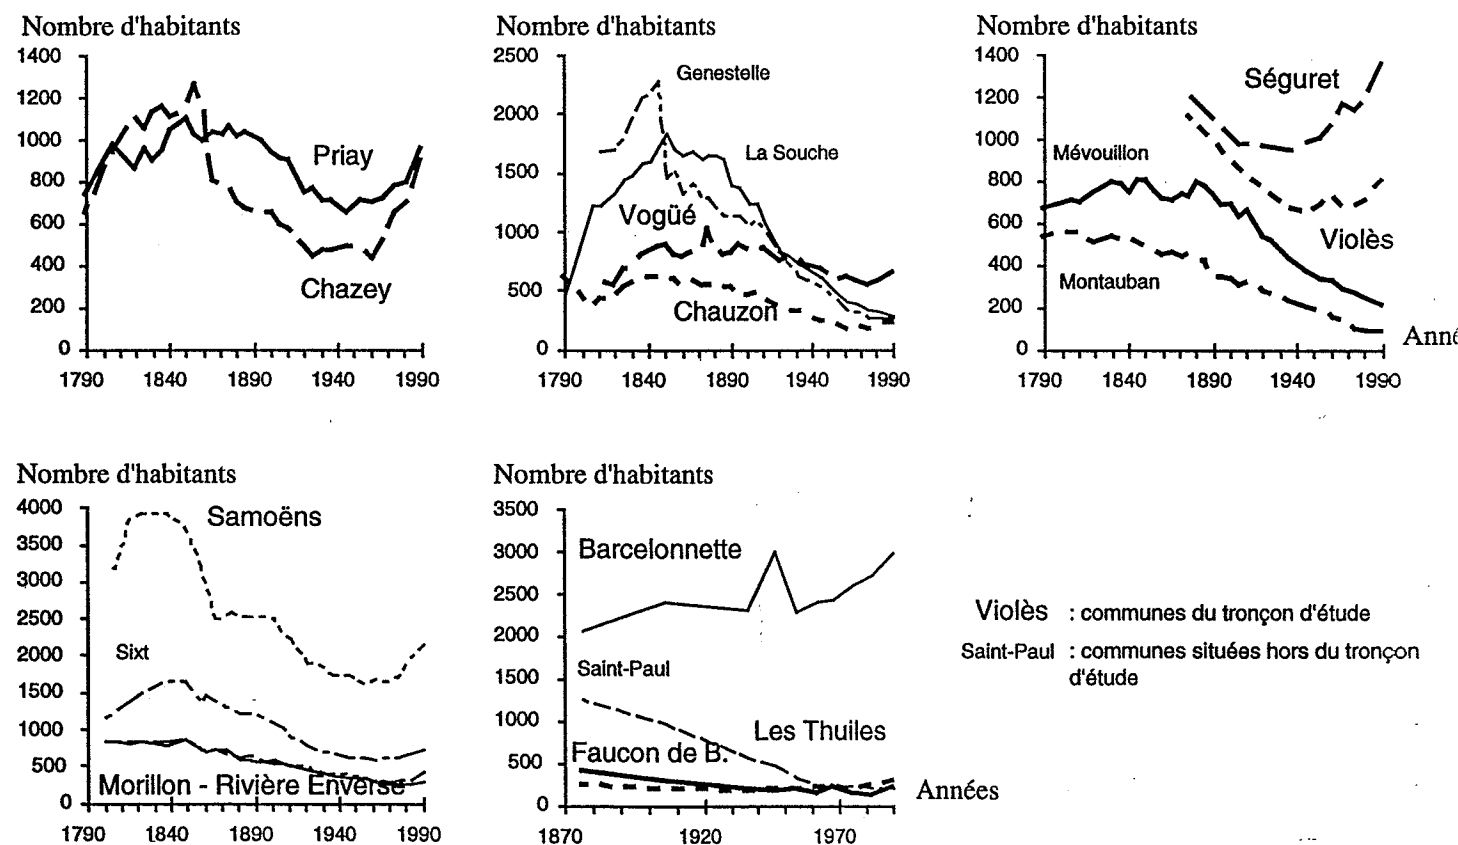 Nombre d'habitants
1400
1200
1000
800
600
400
200
0
Priay
Chazey
1790 1840 1890 1940 1990
Nombre d'habitants
2500
2000
1500
1000
500
0
Genestelle
La Souche
Vogüé
Chauzon
1790 1840 1890 1940 1990
Nombre d'habitants
1400
1200
1000
800
600
400
200
0
Séguret
Mévouillon
Violès
Montauban
Anné
1790 1840 1890 1940 1990
Nombre d'habitants
4000
3500
3000
2500
2000
1500
1000
500
0
Samoëns
Sixt
Morillon - Rivière Enverse
1790 1840 1890 1940 1990
Nombre d'habitants
3500
3000
2500
2000
1500
1000
500
0
Barcelonnette
Saint-Paul
Les Thuiles
Faucon de B.
Années
1870 1920 1970
Violès : communes du tronçon d'étude
Saint-Paul : communes situées hors du tronçon
d'étude